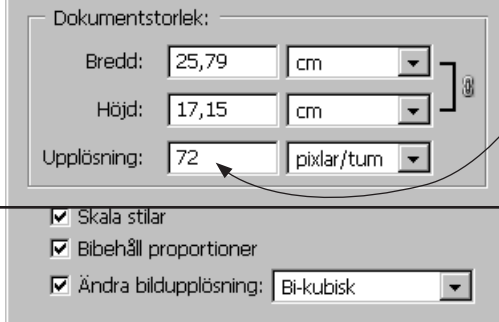 Dokumentstorlek:
Bredd: 25,79 cm
Höjd: 17,15 cm
Upplösning: 72 pixlar/tum
Skala stilar
Bibehåll proportioner
Ändra bildupplösning: Bi-kubisk